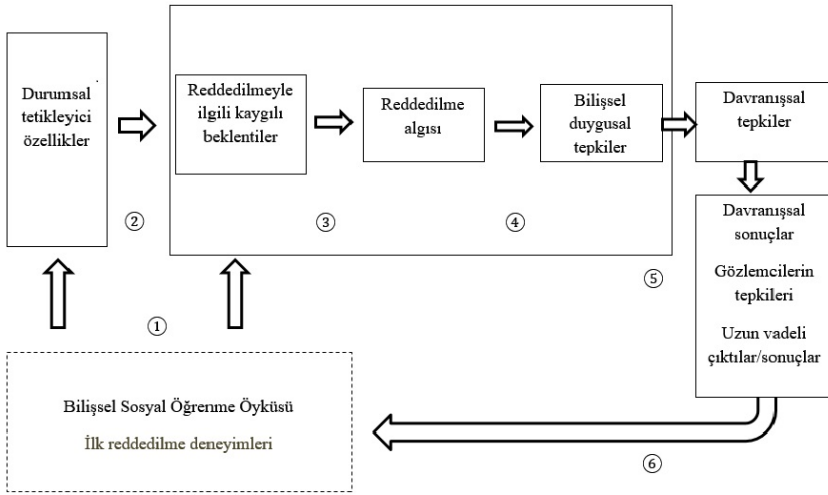 Durumsal
tetikleyici
özellikler
Reddedilmeyle
ilgili kaygılı
beklentiler
Reddedilme
algısı
Bilişsel
duygusal
tepkiler
Davranışsal
tepkiler
②
③
④
Davranışsal
sonuçlar
Gözlemcilerin
tepkileri
Uzun vadeli
çıktılar/sonuçlar
⑤
①
Bilişsel Sosyal Öğrenme Öyküsü
İlk reddedilme deneyimleri
⑥